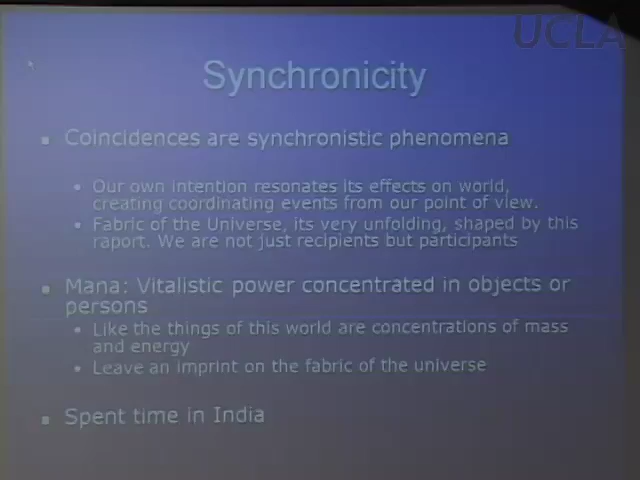 UCLA
Synchronicity
Coincidences are synchronistic phenomena
Our own intention resonates its effects on world,
creating coordinating events from our point of view.
Fabric of the Universe, its very unfolding, shaped by this
raport. We are not just recipients but participants
Mana: Vitalistic power concentrated in objects or
persons
Like the things of this world are concentrations of mass
and energy
Leave an imprint on the fabric of the universe
Spent time in India